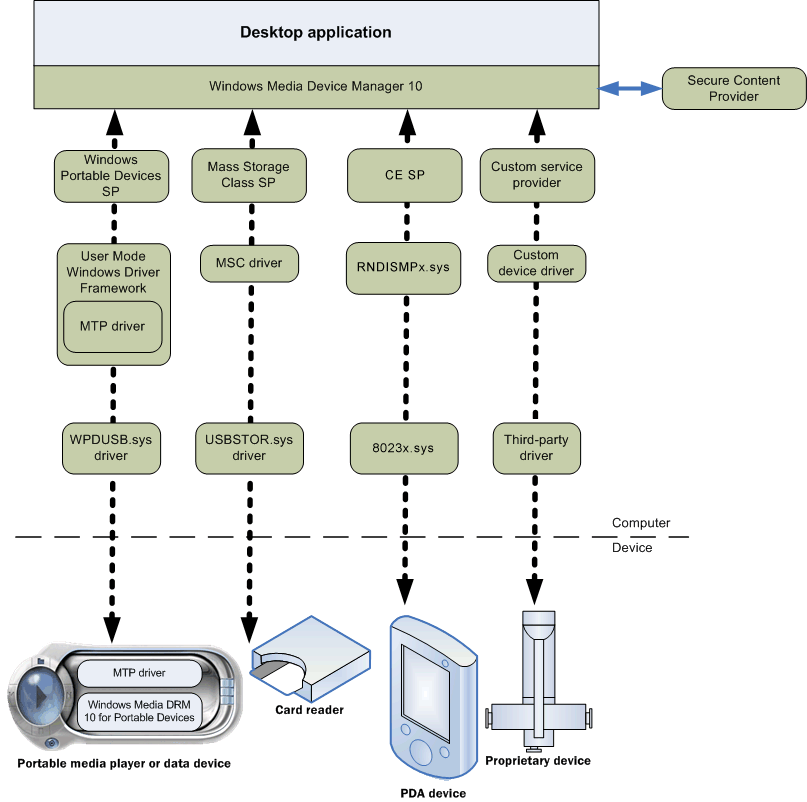 Desktop application
Windows Media Device Manager 10
Secure Content
Provider
Windows
Portable Devices
SP
Mass Storage
Class SP
CE SP
Custom service
provider
User Mode
Windows Driver
Framework
MTP driver
MSC driver
RNDISMPx.sys
Custom
device driver
WPDUSB.sys
driver
USBSTOR.sys
driver
8023x.sys
Third-party
driver
Computer
Device
MTP driver
Windows Media DRM
10 for Portable Devices
Portable media player or data device
Card reader
PDA device
Proprietary device